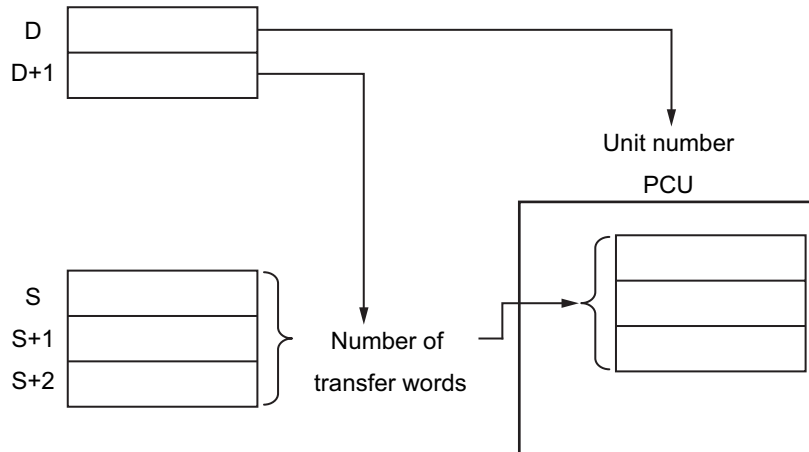 D
D+1
Unit number
PCU
S
S+1
S+2
Number of
transfer words